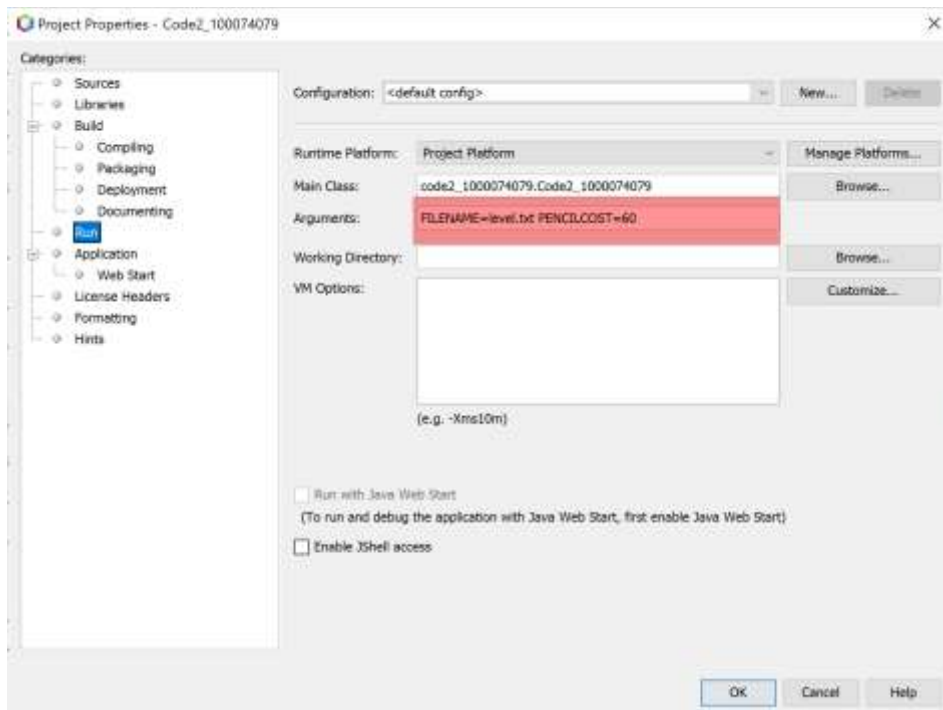 Project Properties - Code2_100074079
Categories:
Sources
Libraries
Build
Compiling
Packaging
Deployment
Documenting
Run
Application
Web Start
License Headers
Formatting
Hints
Configuration: <default config> New... Delete
Runtime Platform: Project Platform Manage Platforms...
Main Class: code2_1000074079.Code2_1000074079 Browse...
Arguments: FILENAME=level.txt PENCILCOST=60
Working Directory: Browse...
VM Options: Customize...
(e.g. -Xms10m)
Run with Java Web Start
(To run and debug the application with Java Web Start, first enable Java Web Start)
Enable JShell access
OK Cancel Help